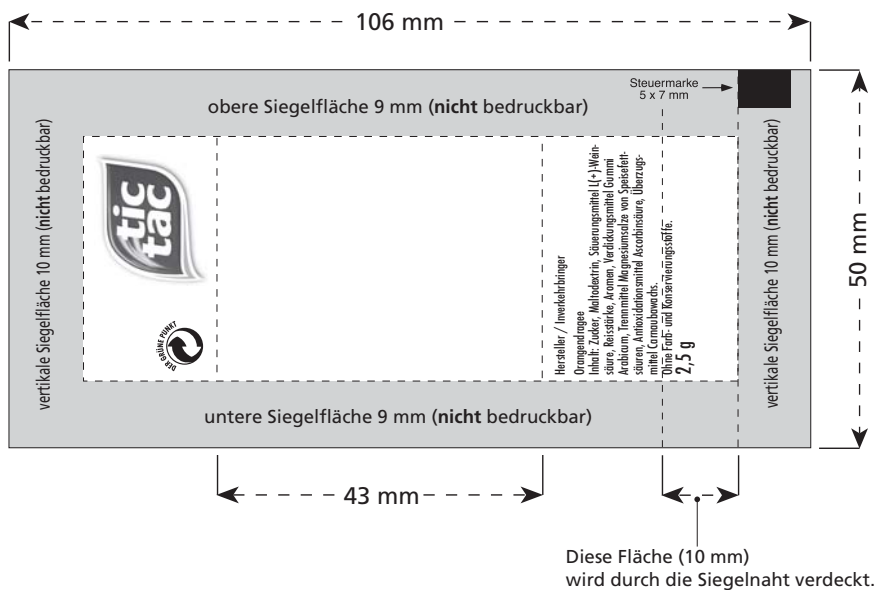 106 mm
Steuermarke
5 x 7 mm
obere Siegelfläche 9 mm (nicht bedruckbar)
vertikale Siegelfläche 10 mm (nicht bedruckbar)
tic
tac
DER GRÜNE PUNKT
Hersteller / Inverkehrbringer
Orangendragee
Inhalt: Zucker, Maltodextrin, Säuerungsmittel L(+)-Wein-
säure, Reisstärke, Aromen, Verdickungsmittel Gummi
Arabicum, Trennmittel Magnesiumsalze von Speisefett-
säuren, Antioxidationsmittel Ascorbinsäure, Überzugs-
mittel Carnaubawachs.
Ohne Farb- und Konservierungsstoffe.
2,5 g
vertikale Siegelfläche 10 mm (nicht bedruckbar)
50 mm
untere Siegelfläche 9 mm (nicht bedruckbar)
43 mm
Diese Fläche (10 mm)
wird durch die Siegelnaht verdeckt.